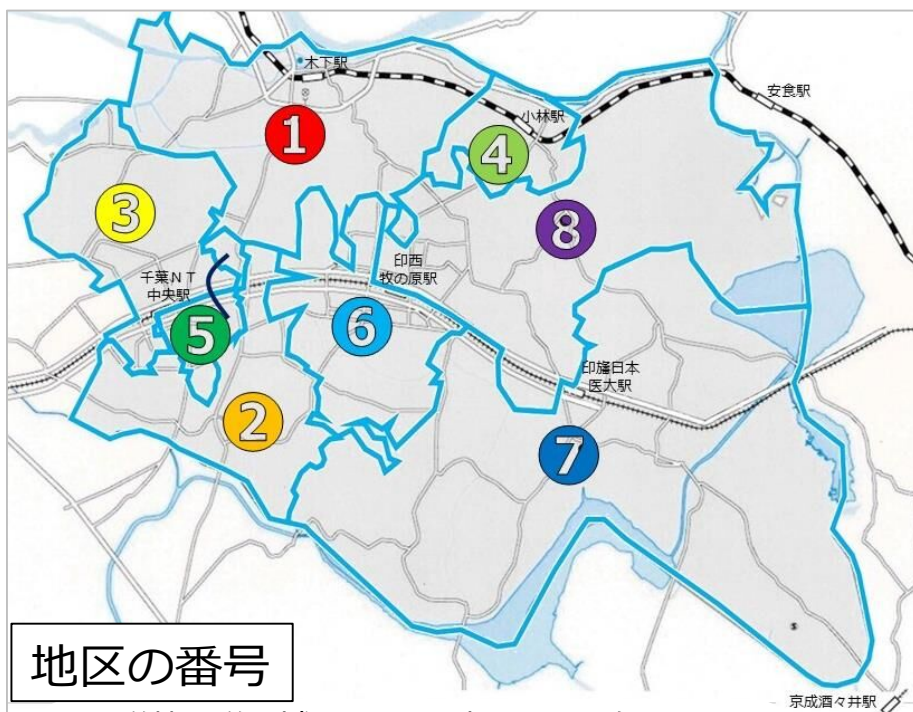 木下駅
安食駅
小林駅
1
4
3
8
印西
牧の原駅
千葉NT
中央駅
5
6
印旛日本
医大駅
2
7
地区の番号
京成酒々井駅